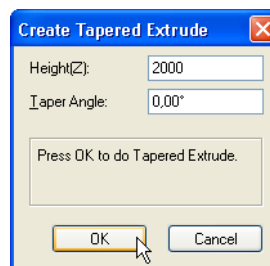 Create Tapered Extrude
Height(Z): 2000
Taper Angle: 0,00°
Press OK to do Tapered Extrude.
OK Cancel